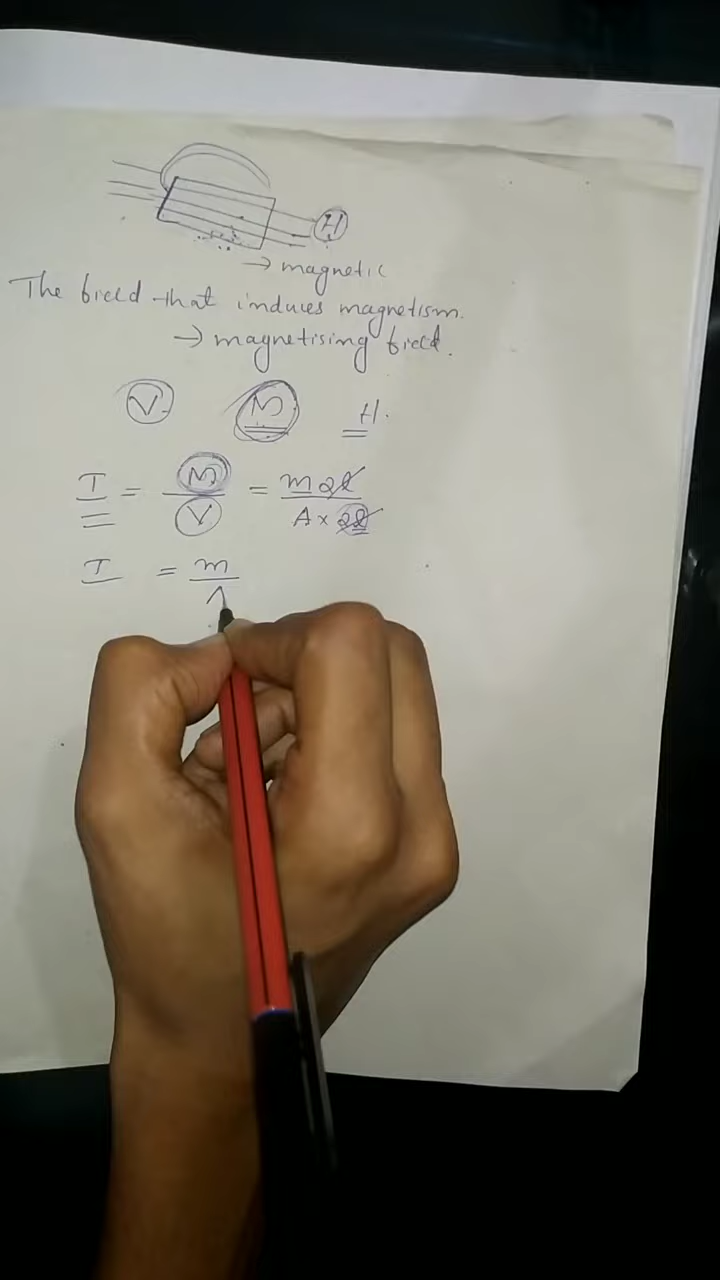 H
→ magnetic
The field that induces magnetism.
→ magnetising field.
V M H.
I = M/V = m2l/A × 2l
I = m/A